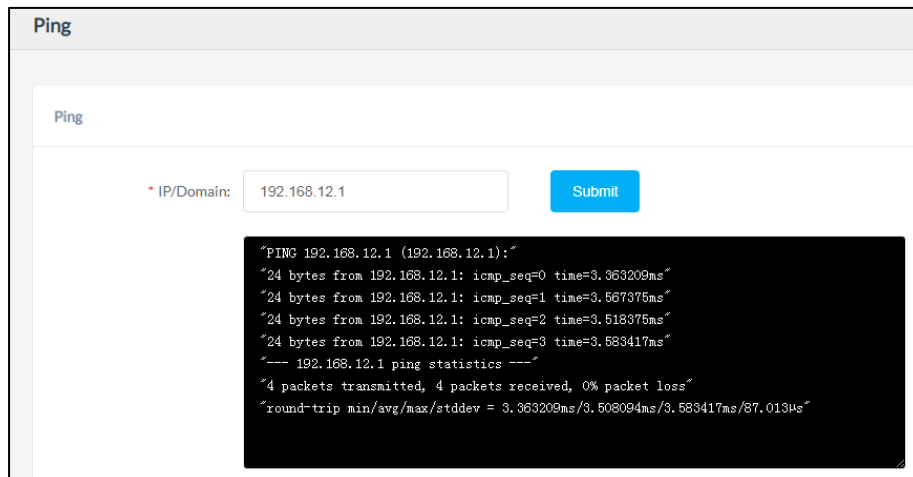 Ping
Ping
* IP/Domain: 192.168.12.1 Submit
"PING 192.168.12.1 (192.168.12.1):"
"24 bytes from 192.168.12.1: icmp_seq=0 time=3.363209ms"
"24 bytes from 192.168.12.1: icmp_seq=1 time=3.567375ms"
"24 bytes from 192.168.12.1: icmp_seq=2 time=3.518375ms"
"24 bytes from 192.168.12.1: icmp_seq=3 time=3.583417ms"
"--- 192.168.12.1 ping statistics ---"
"4 packets transmitted, 4 packets received, 0% packet loss"
"round-trip min/avg/max/stddev = 3.363209ms/3.508094ms/3.583417ms/87.013µs"